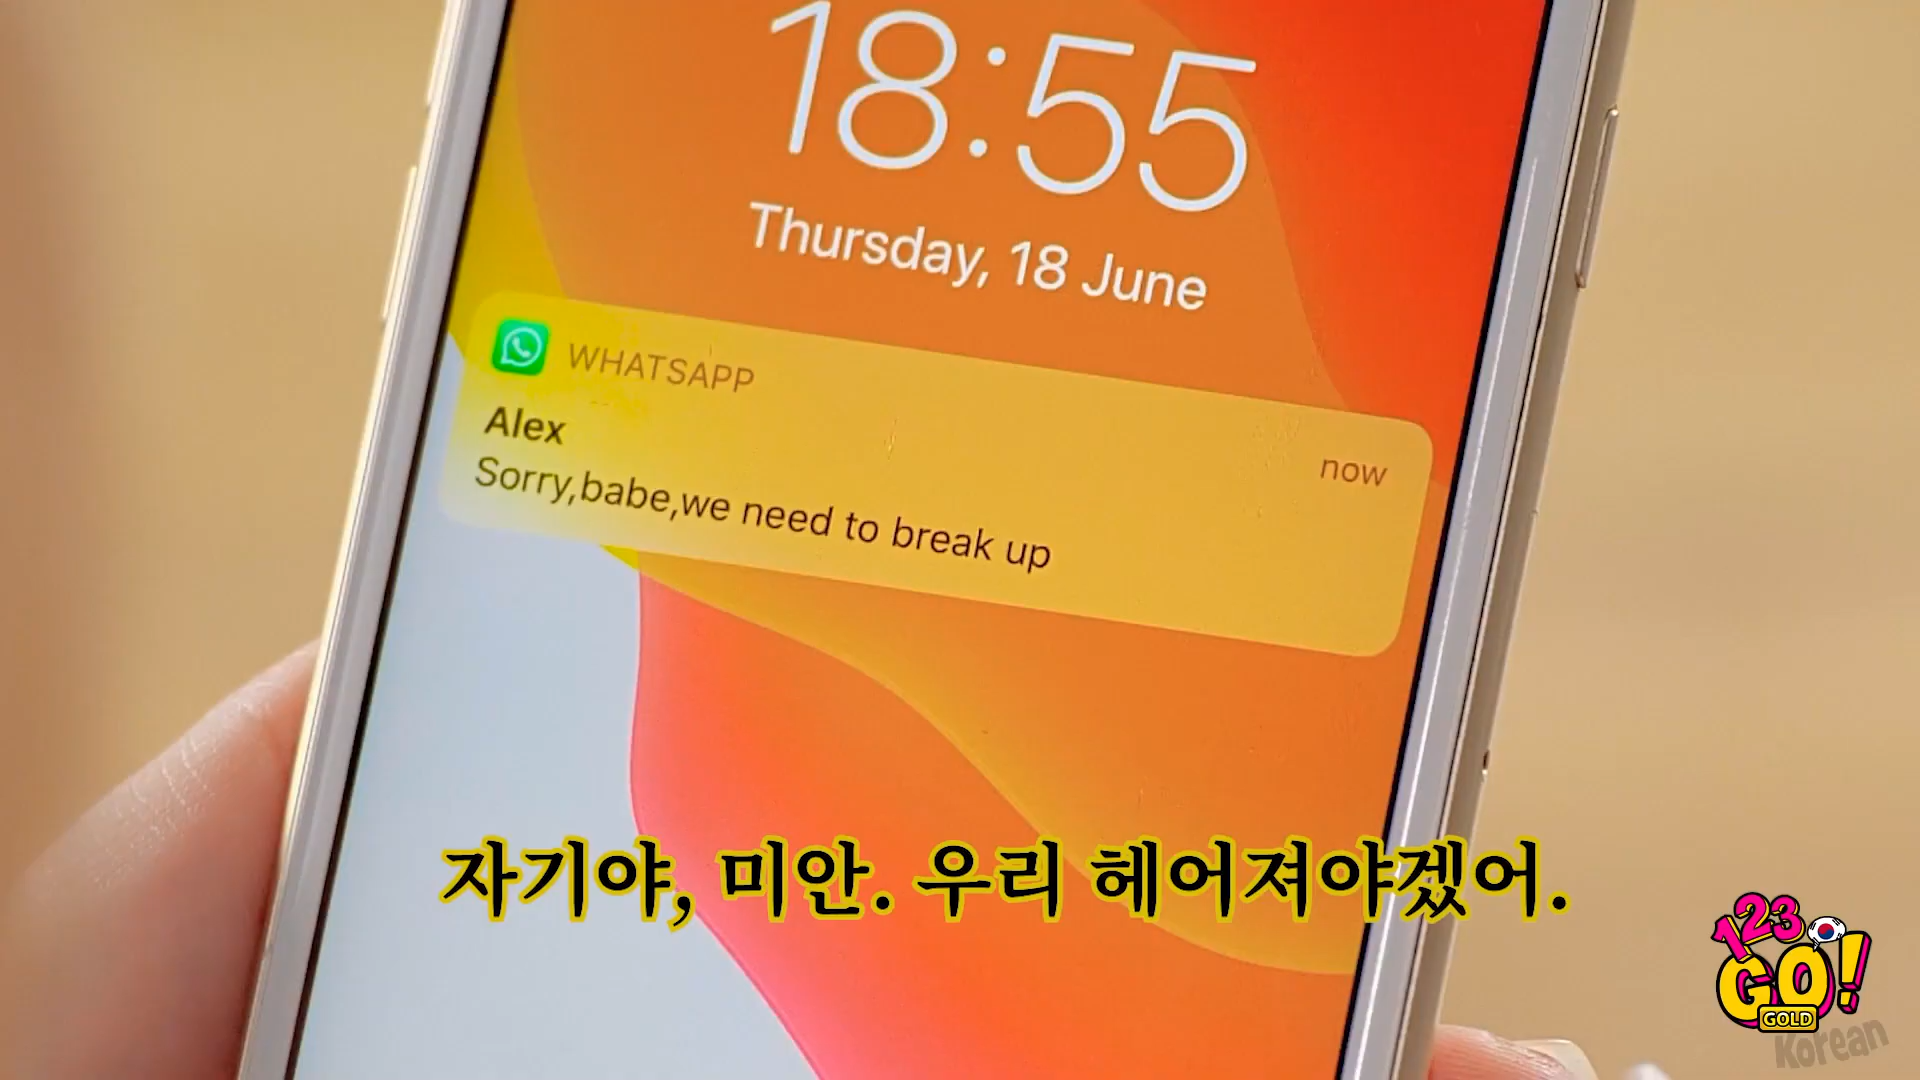 18:55
Thursday, 18 June
WHATSAPP
now
Alex
Sorry,babe,we need to break up
자기야, 미안. 우리 헤어져야겠어.
123
GO!
GOLD
Korean